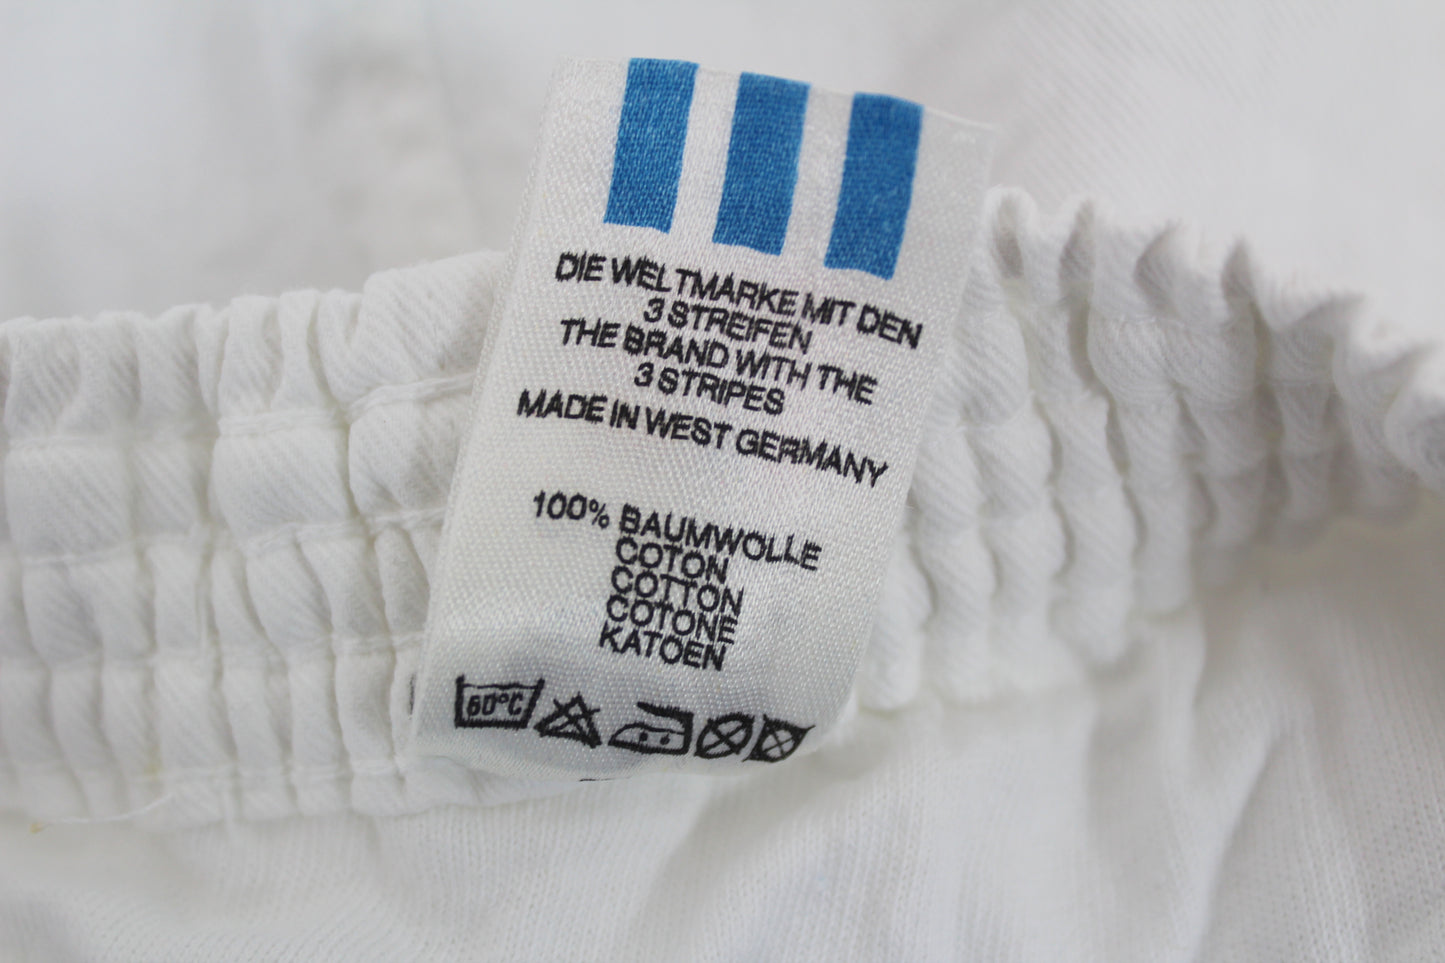 DIE WELTMARKE MIT DEN
3 STREIFEN
THE BRAND WITH THE
3 STRIPES
MADE IN WEST GERMANY
100% BAUMWOLLE
COTON
COTTON
COTONE
KATOEN
60°C